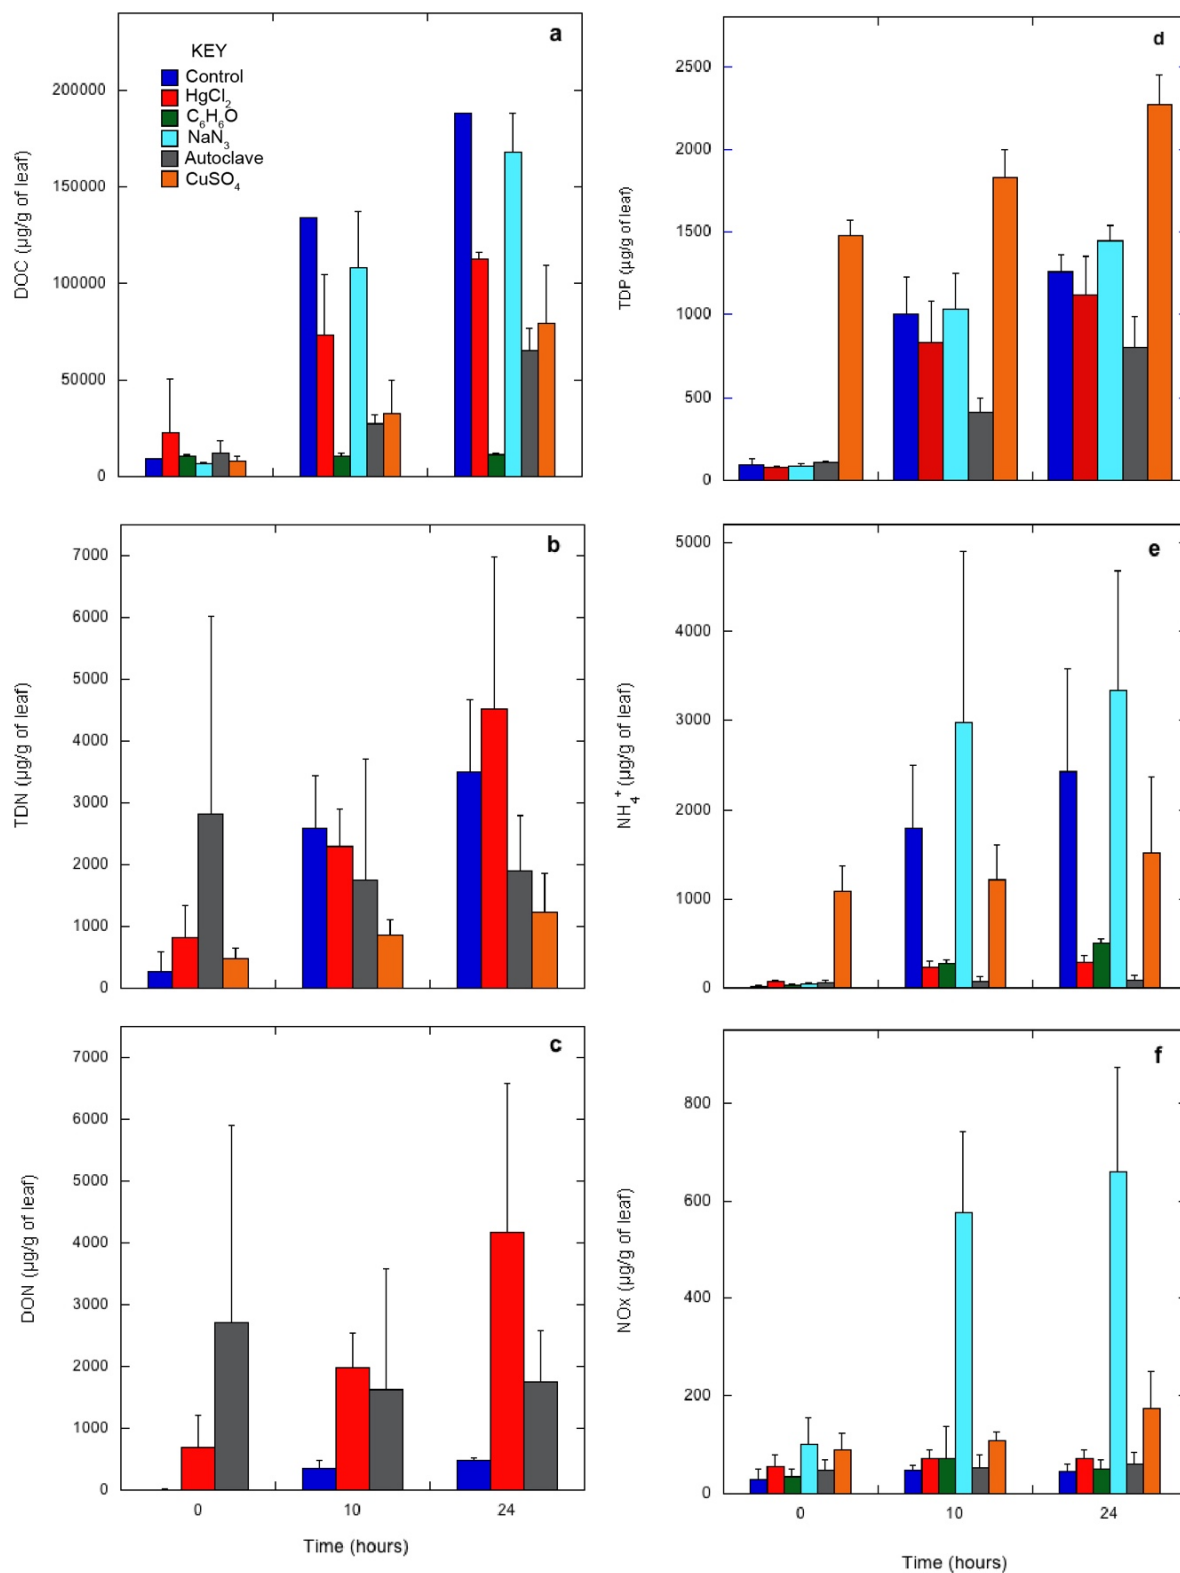 a
KEY
Control
HgCl2
C6H6O
NaN3
Autoclave
CuSO4
200000
150000
100000
50000
0
DOC (µg/g of leaf)
d
2500
2000
1500
1000
500
0
TDP (µg/g of leaf)
b
7000
6000
5000
4000
3000
2000
1000
0
TDN (µg/g of leaf)
e
5000
4000
3000
2000
1000
0
NH4+ (µg/g of leaf)
c
7000
6000
5000
4000
3000
2000
1000
0
DON (µg/g of leaf)
0 10 24
Time (hours)
f
800
600
400
200
0
NOx (µg/g of leaf)
0 10 24
Time (hours)